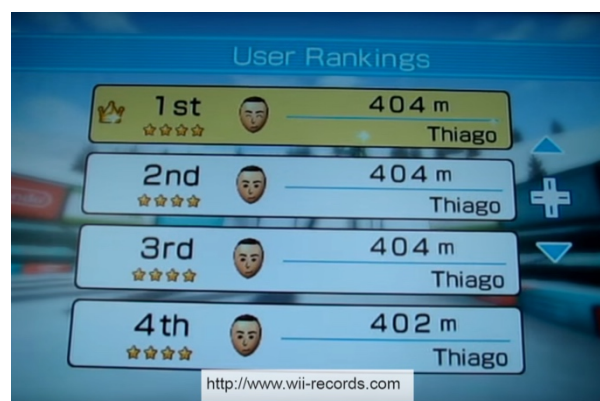 User Rankings
1st
404 m
Thiago
2nd
404 m
Thiago
3rd
404 m
Thiago
4th
402 m
Thiago
http://www.wii-records.com